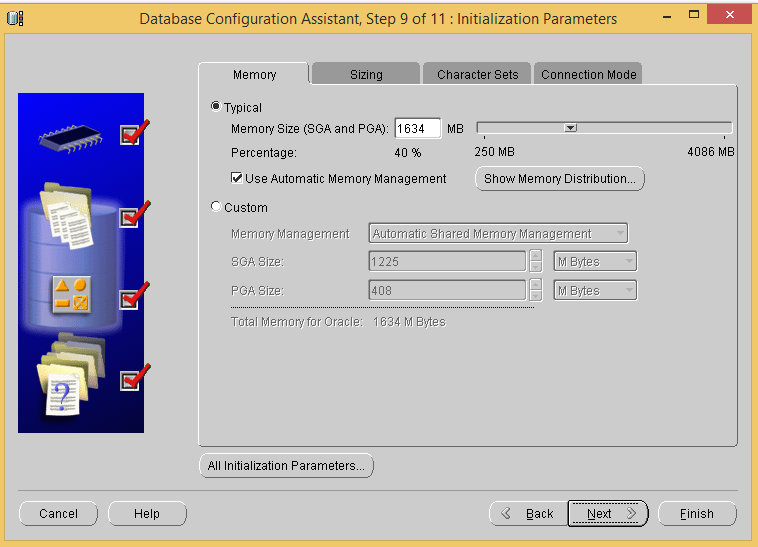 Database Configuration Assistant, Step 9 of 11 : Initialization Parameters
Memory Sizing Character Sets Connection Mode
Typical
Memory Size (SGA and PGA): 1634 MB
Percentage: 40 % 250 MB 4086 MB
Use Automatic Memory Management Show Memory Distribution...
Custom
Memory Management Automatic Shared Memory Management
SGA Size: 1225 M Bytes
PGA Size: 408 M Bytes
Total Memory for Oracle: 1634 M Bytes
?
All Initialization Parameters...
Cancel Help Back Next Finish